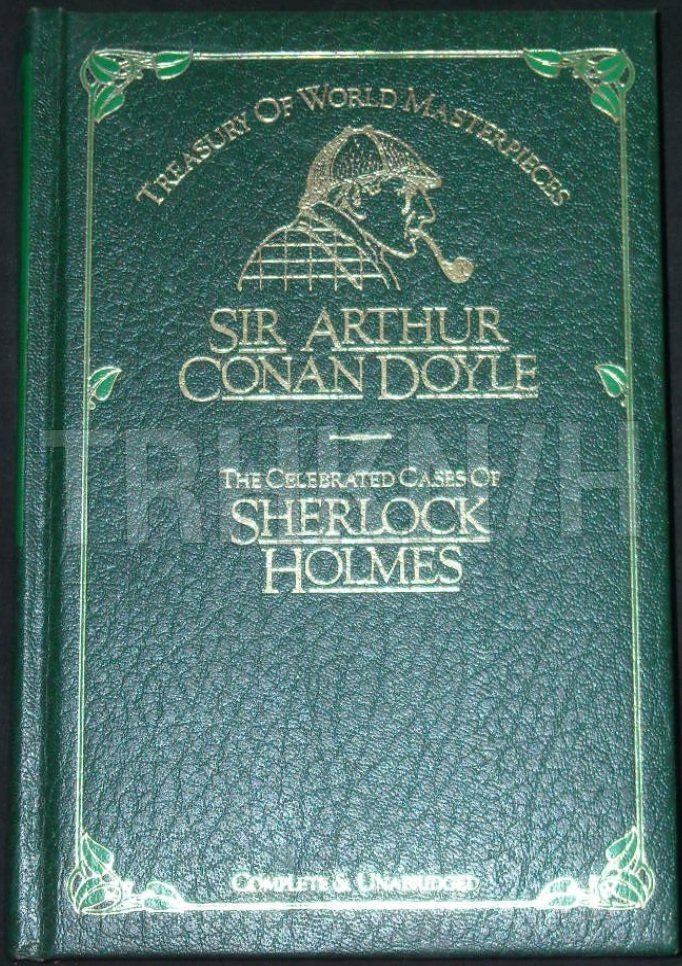 Treasury Of World Masterpieces
Sir Arthur
Conan Doyle
The Celebrated Cases Of
Sherlock
Holmes
Complete & Unabridged